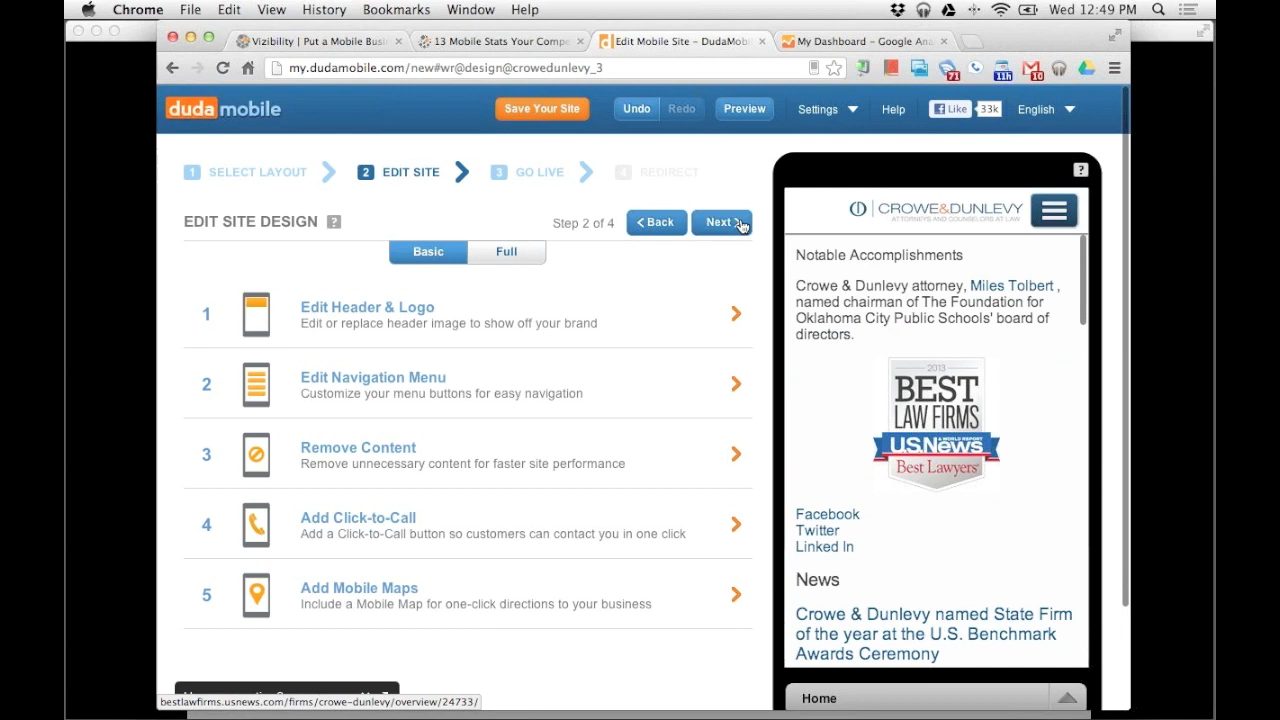 Chrome File Edit View History Bookmarks Window Help Wed 12:49 PM
Vizibility | Put a Mobile Busi 13 Mobile Stats Your Compe Edit Mobile Site – DudaMob My Dashboard – Google Ana
my.dudamobile.com/new#wr@design@crowedunlevy_3 71 11h 10
dudamobile Save Your Site Undo Redo Preview Settings Help Like 33k English
1 SELECT LAYOUT 2 EDIT SITE 3 GO LIVE 4 REDIRECT
EDIT SITE DESIGN ? Step 2 of 4 Back Next
Basic Full
1 Edit Header & Logo
Edit or replace header image to show off your brand
2 Edit Navigation Menu
Customize your menu buttons for easy navigation
3 Remove Content
Remove unnecessary content for faster site performance
4 Add Click-to-Call
Add a Click-to-Call button so customers can contact you in one click
5 Add Mobile Maps
Include a Mobile Map for one-click directions to your business
bestlawfirms.usnews.com/firms/crowe-dunlevy/overview/24733/
?
CROWE&DUNLEVY
ATTORNEYS AND COUNSELORS AT LAW
Notable Accomplishments
Crowe & Dunlevy attorney, Miles Tolbert ,
named chairman of The Foundation for
Oklahoma City Public Schools' board of
directors.
2013
BEST
LAW FIRMS
U.S.News
& WORLD REPORT
Best Lawyers
Facebook
Twitter
Linked In
News
Crowe & Dunlevy named State Firm
of the year at the U.S. Benchmark
Awards Ceremony
Home